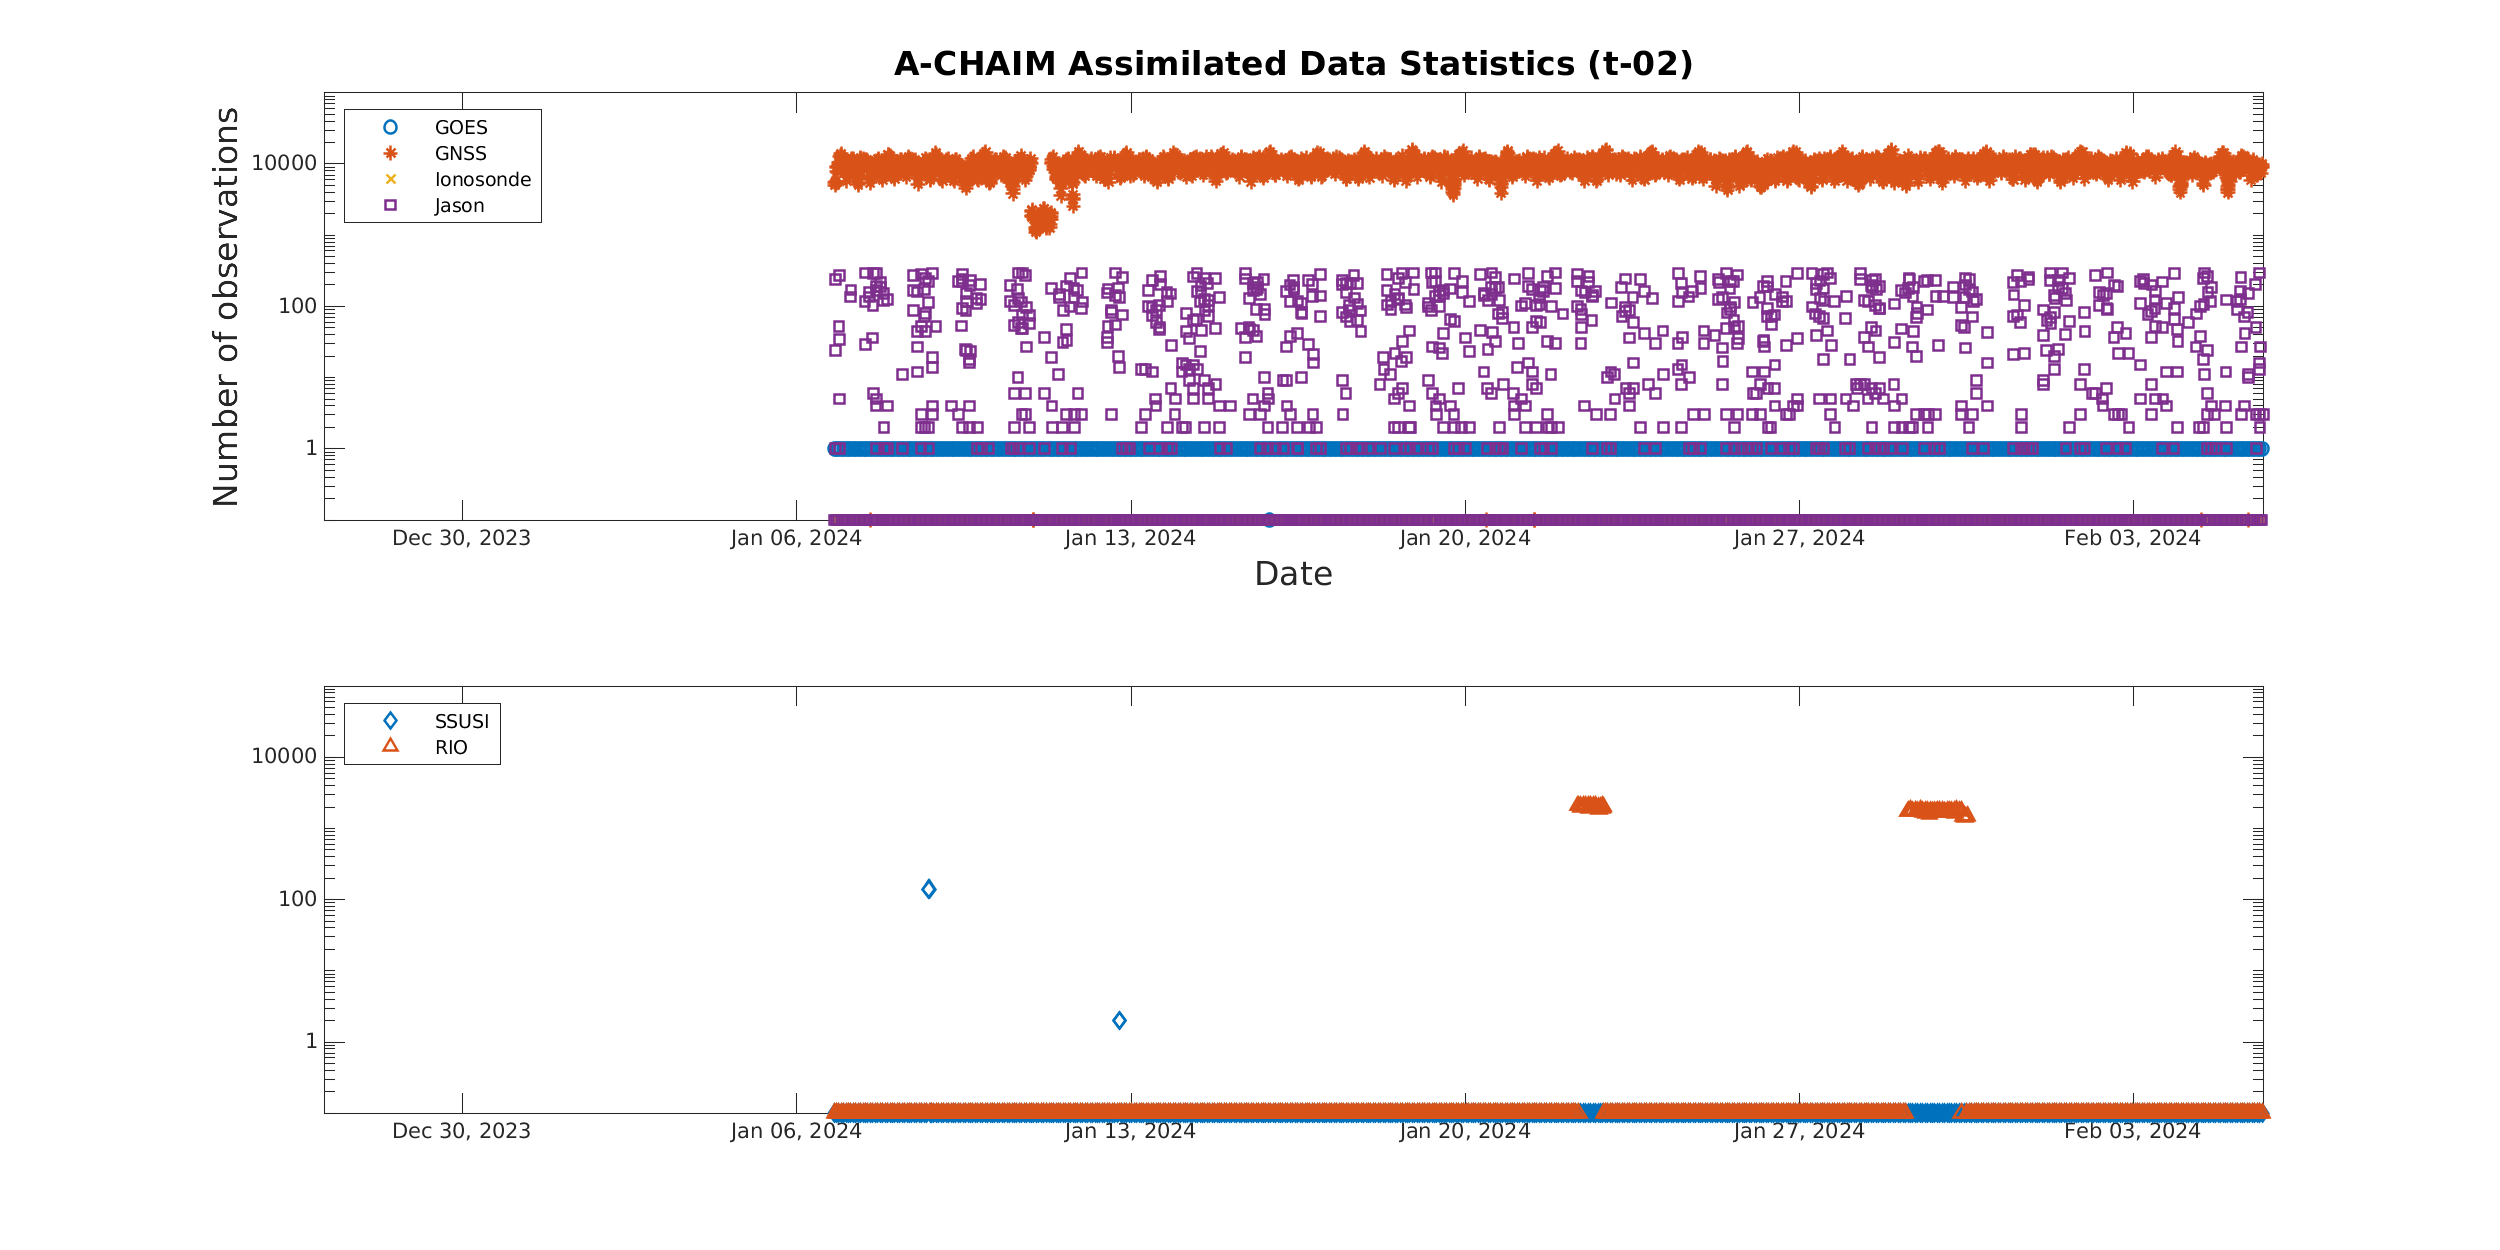 A-CHAIM Assimilated Data Statistics (t-02)
Number of observations
10000
100
1
GOES
GNSS
Ionosonde
Jason
Dec 30, 2023 Jan 06, 2024 Jan 13, 2024 Jan 20, 2024 Jan 27, 2024 Feb 03, 2024
Date
10000
100
1
SSUSI
RIO
Dec 30, 2023 Jan 06, 2024 Jan 13, 2024 Jan 20, 2024 Jan 27, 2024 Feb 03, 2024